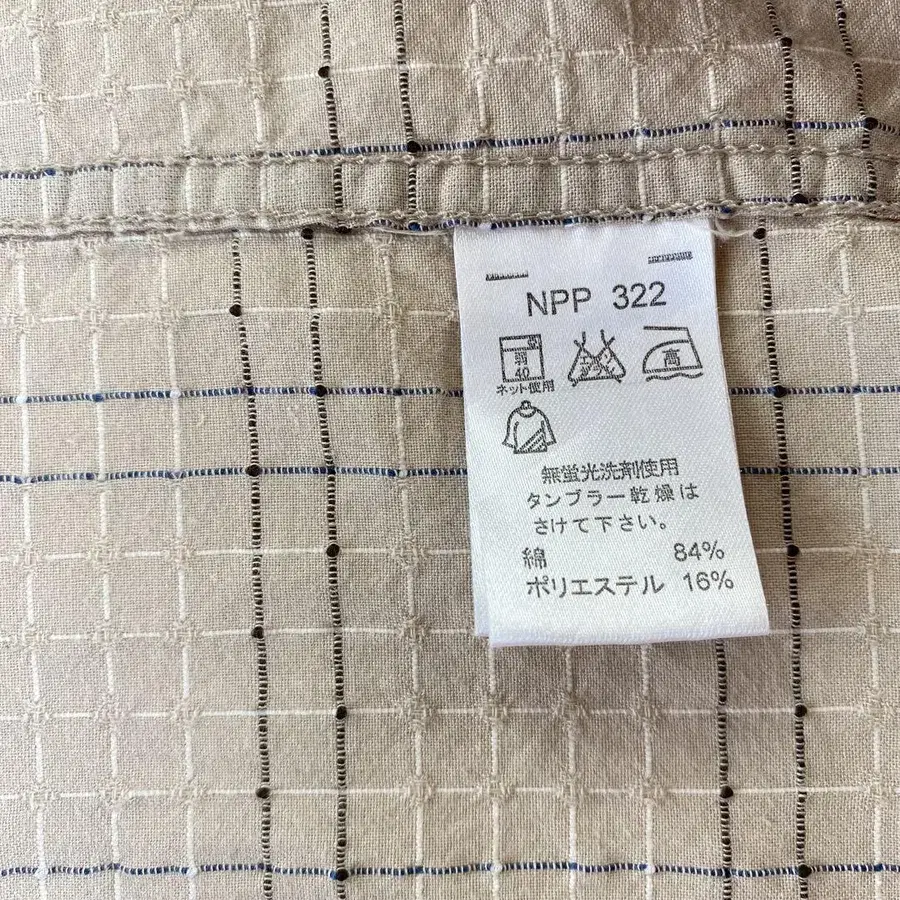 NPP 322
弱
40
高
ネット使用
無蛍光洗剤使用
タンブラー乾燥は
さけて下さい。
綿 84%
ポリエステル 16%